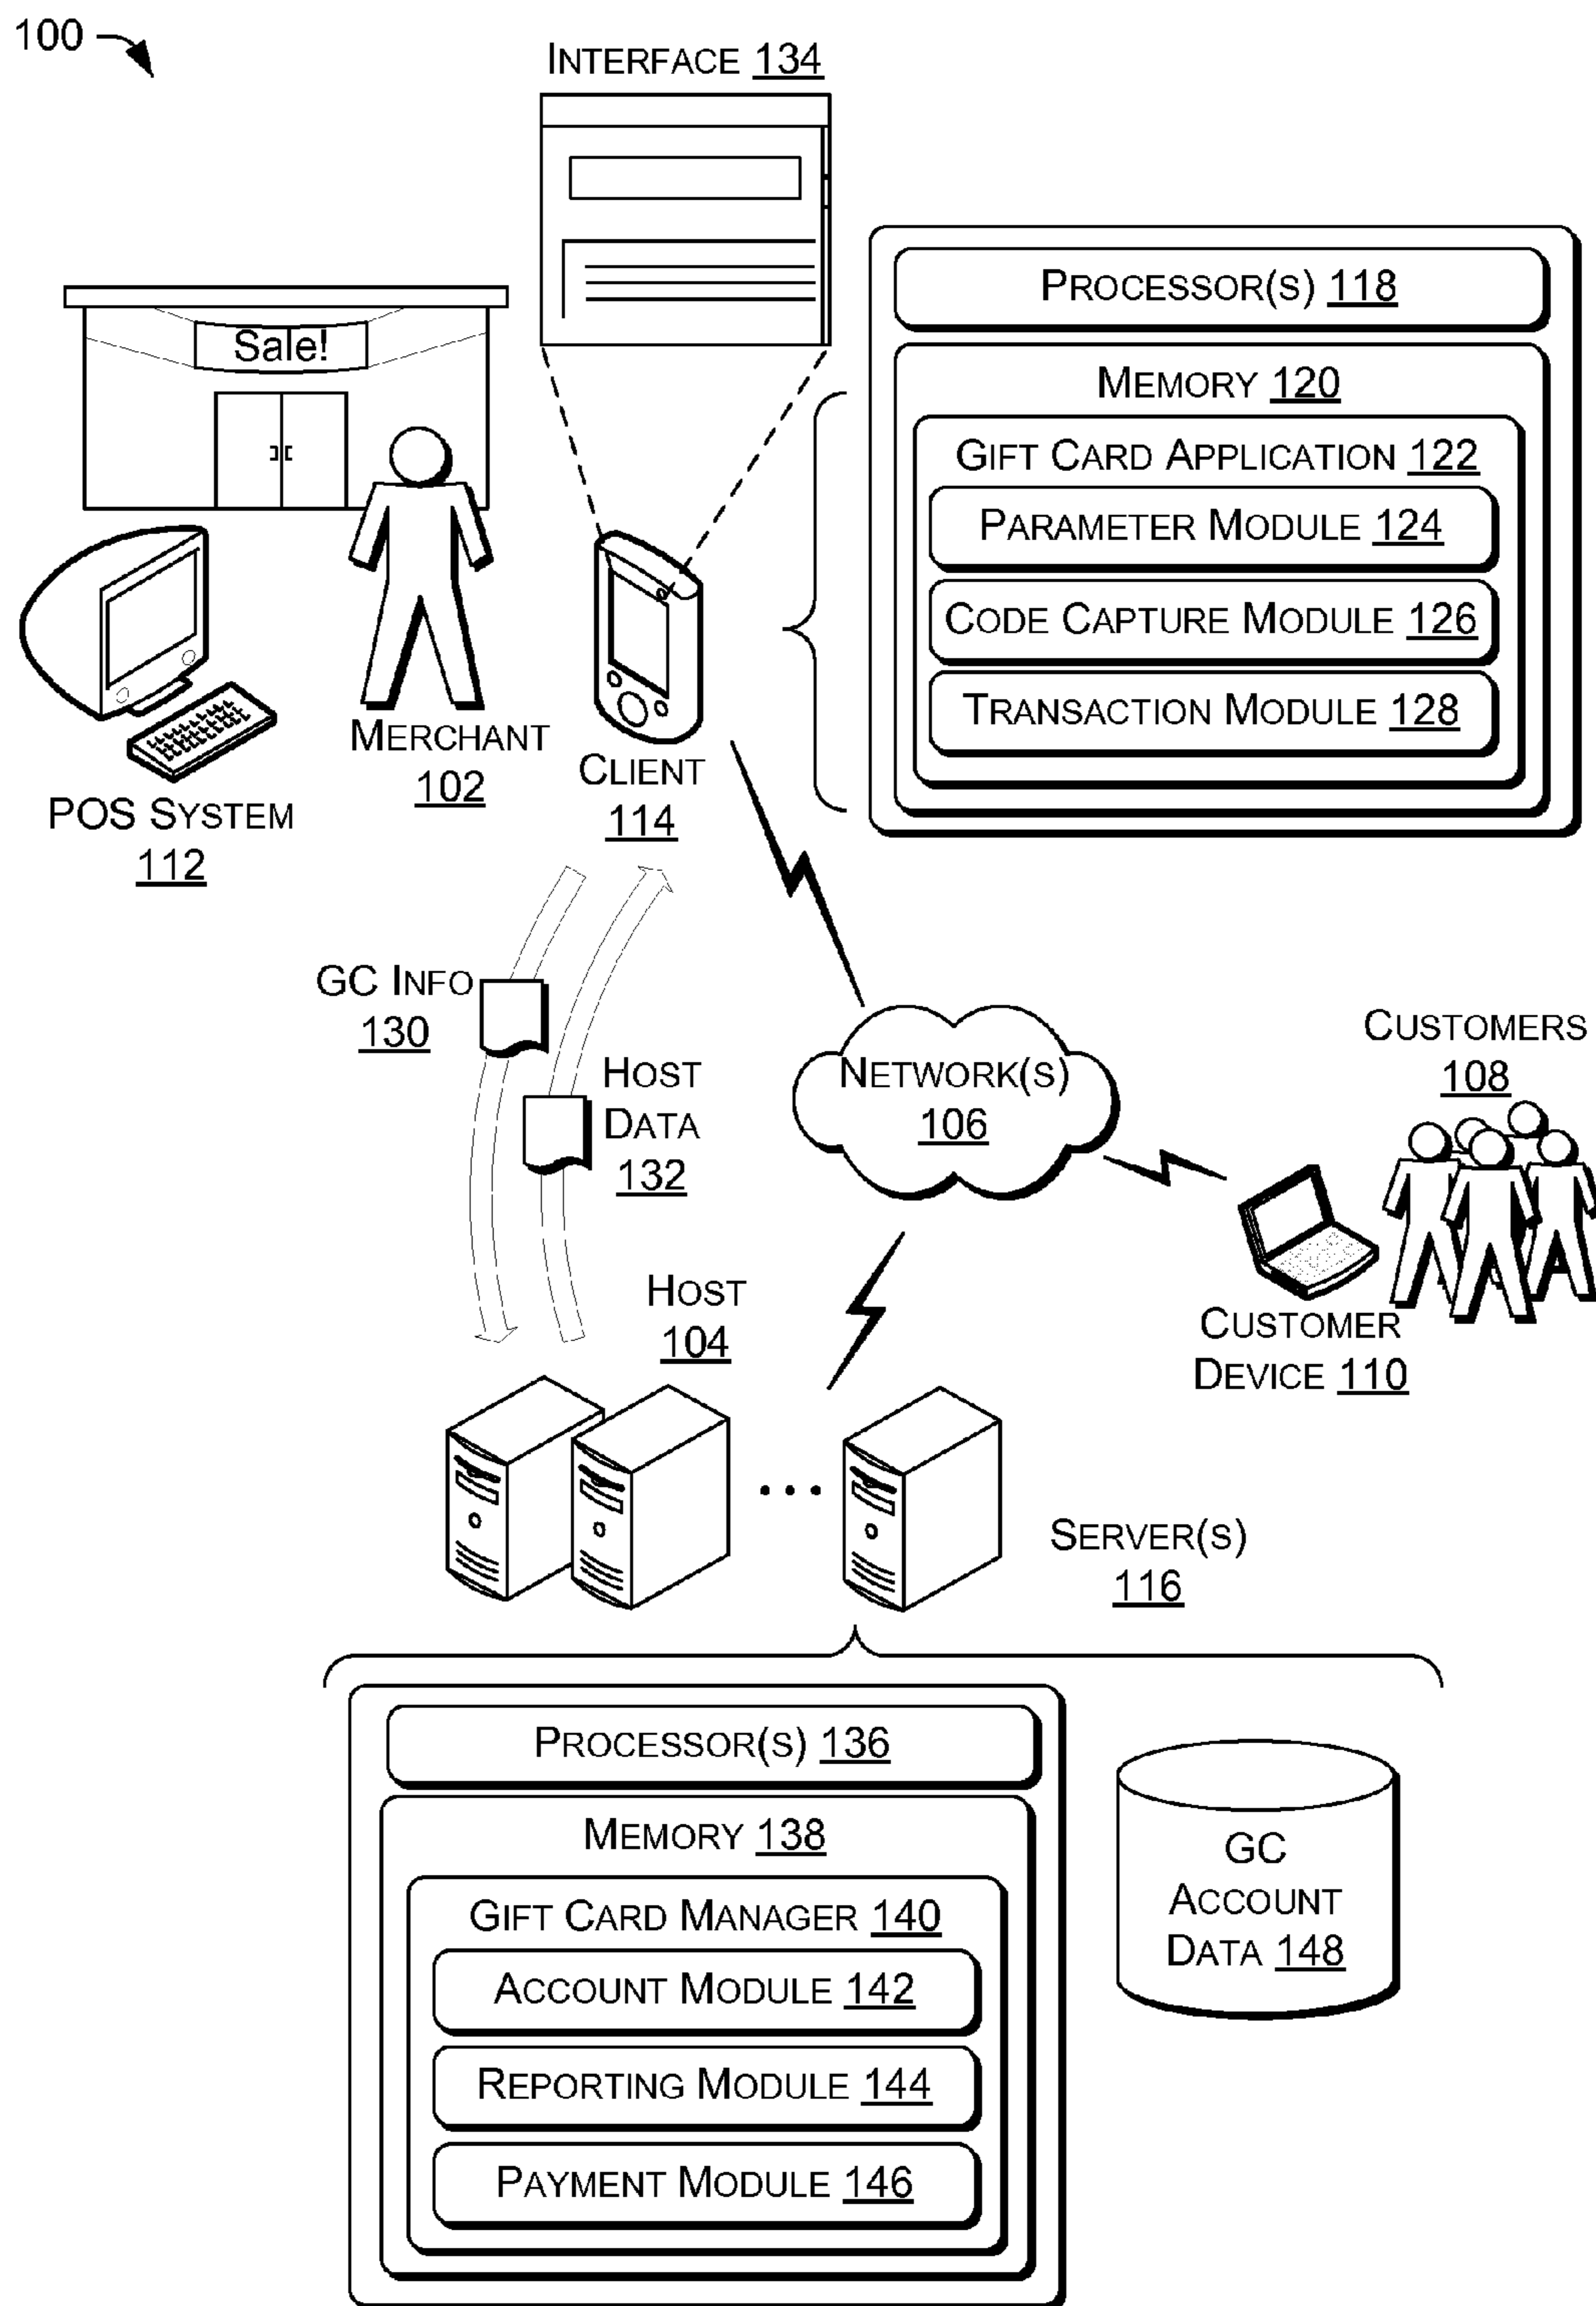 100
INTERFACE 134
Sale!
PROCESSOR(S) 118
MEMORY 120
GIFT CARD APPLICATION 122
PARAMETER MODULE 124
CODE CAPTURE MODULE 126
TRANSACTION MODULE 128
MERCHANT
102
CLIENT
114
POS SYSTEM
112
GC INFO
130
HOST
DATA
132
NETWORK(S)
106
CUSTOMERS
108
CUSTOMER
DEVICE 110
HOST
104
SERVER(S)
116
PROCESSOR(S) 136
MEMORY 138
GIFT CARD MANAGER 140
ACCOUNT MODULE 142
REPORTING MODULE 144
PAYMENT MODULE 146
GC
ACCOUNT
DATA 148